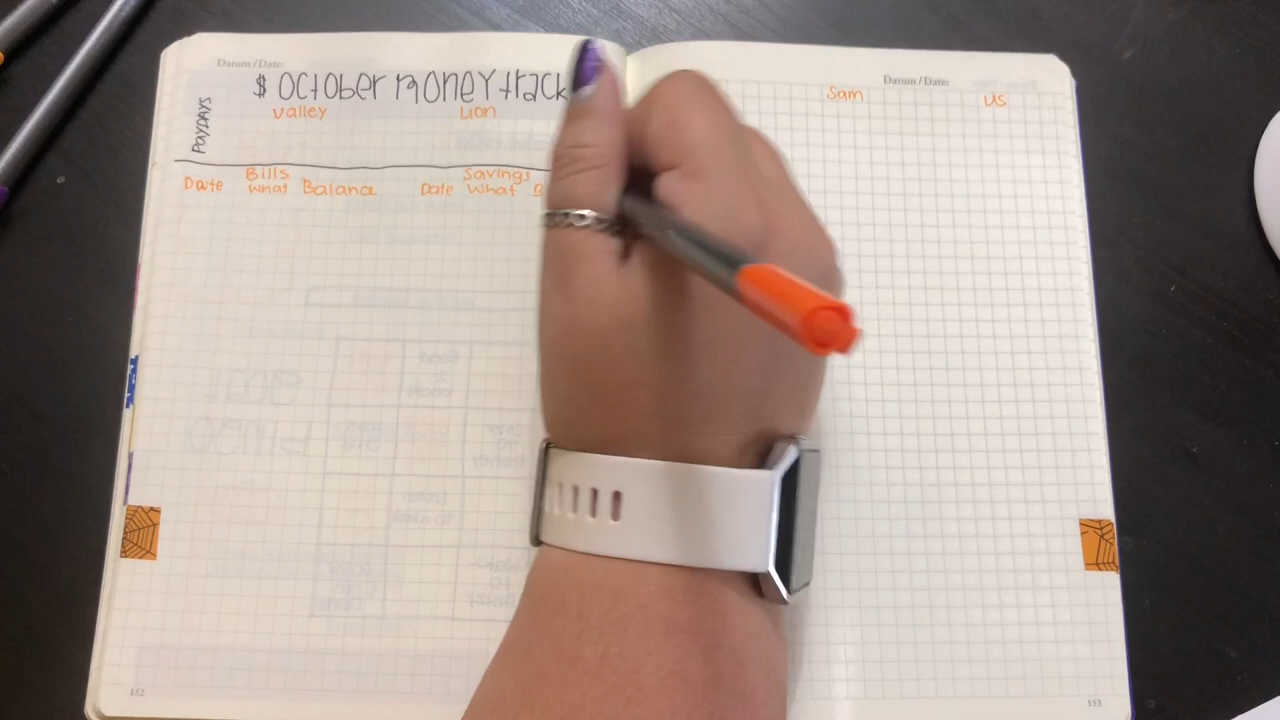 Datum/Date:
$ October money track
PAYDAYS
Valley Lion
Bills Savings
Date What Balance Date What
152
Datum/Date:
Sam US
153